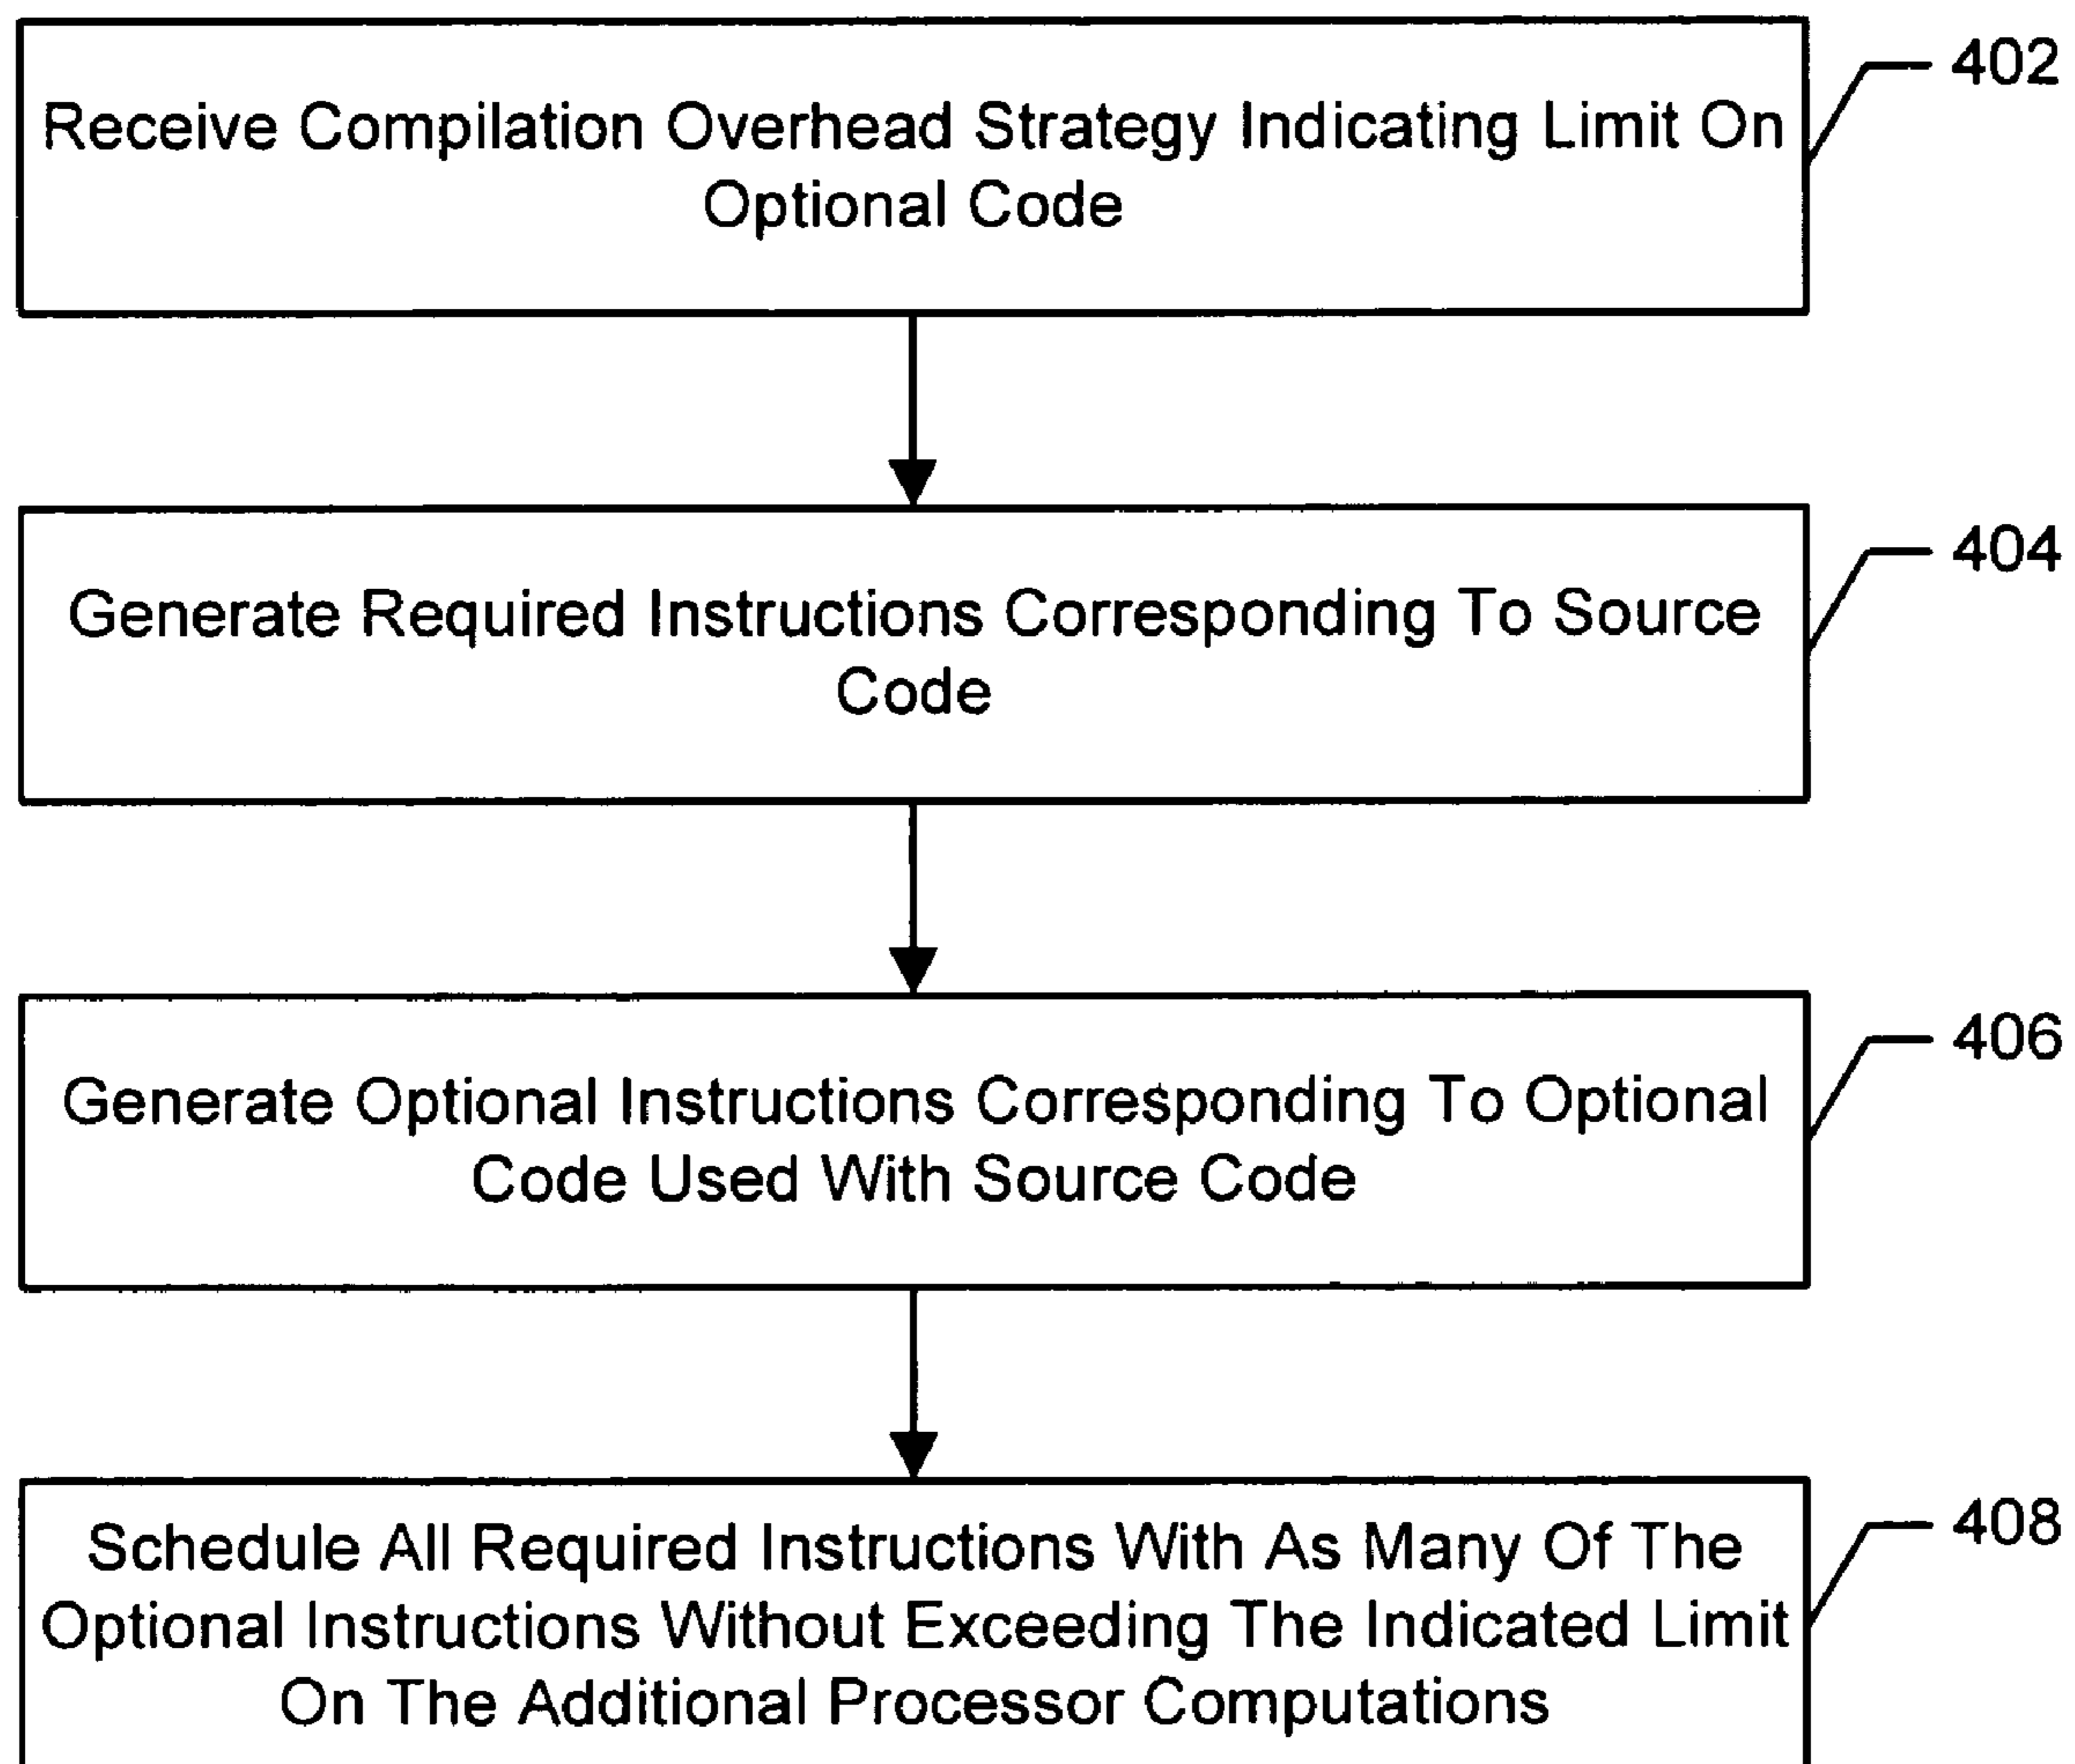 402
Receive Compilation Overhead Strategy Indicating Limit On
Optional Code
404
Generate Required Instructions Corresponding To Source
Code
406
Generate Optional Instructions Corresponding To Optional
Code Used With Source Code
408
Schedule All Required Instructions With As Many Of The
Optional Instructions Without Exceeding The Indicated Limit
On The Additional Processor Computations